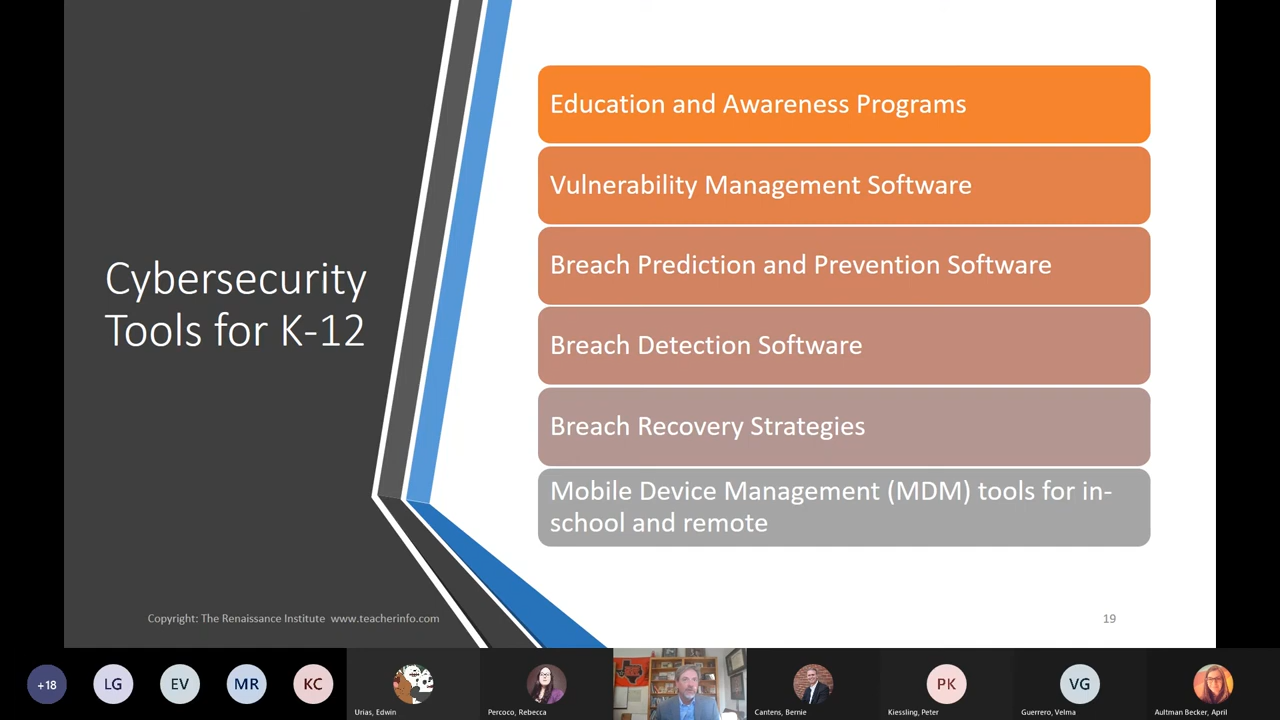 Cybersecurity
Tools for K-12
Education and Awareness Programs
Vulnerability Management Software
Breach Prediction and Prevention Software
Breach Detection Software
Breach Recovery Strategies
Mobile Device Management (MDM) tools for in-
school and remote
Copyright: The Renaissance Institute www.teacherinfo.com
19
+18
LG
EV
MR
KC
Urias, Edwin
Percoco, Rebecca
Cantens, Bernie
PK
Kiessling, Peter
VG
Guerrero, Velma
Aultman Becker, April